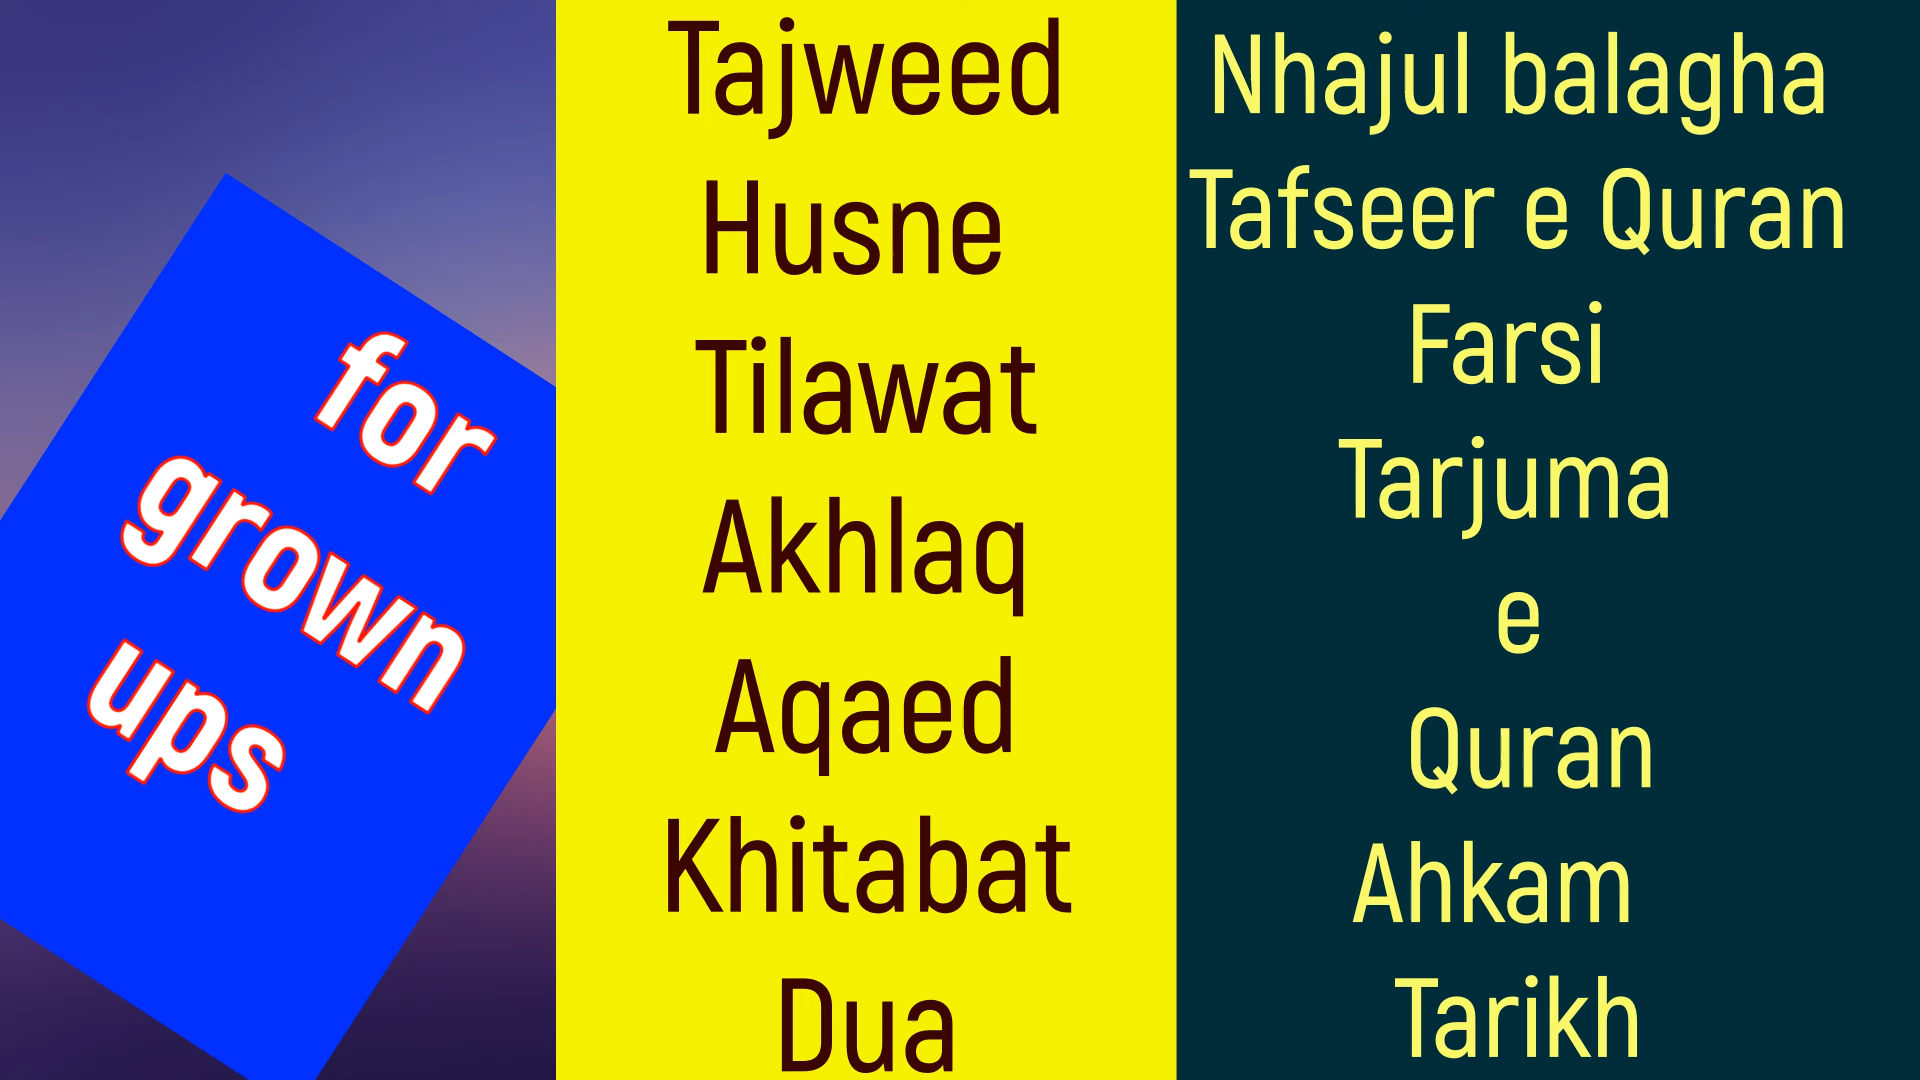 for
grown
ups
Tajweed
Husne
Tilawat
Akhlaq
Aqaed
Khitabat
Dua
Nhajul balagha
Tafseer e Quran
Farsi
Tarjuma
e
Quran
Ahkam
Tarikh